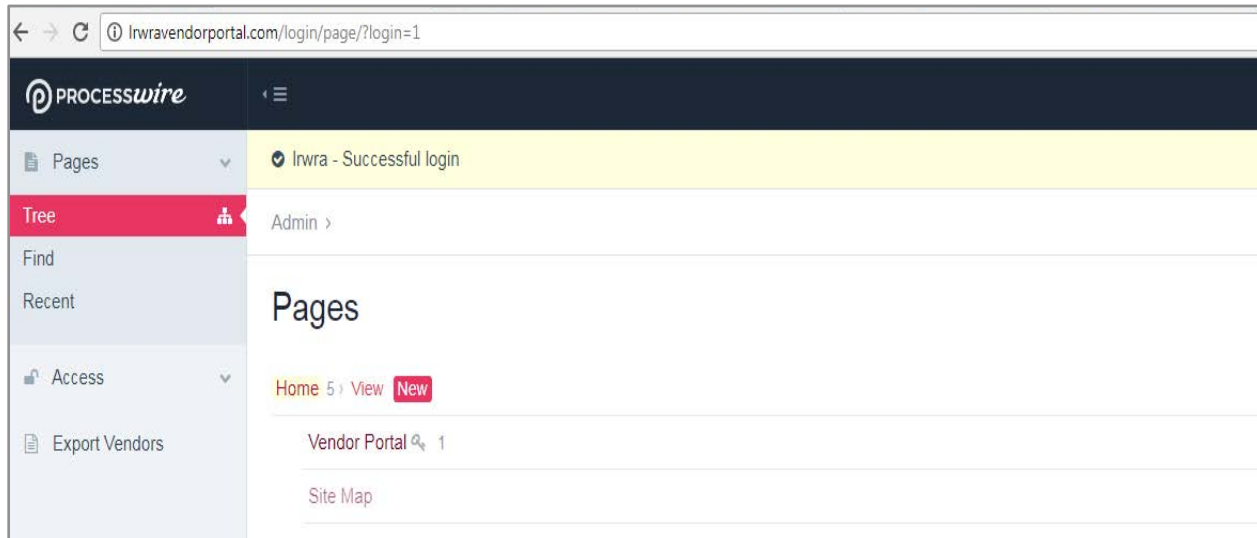 lrwravendorportal.com/login/page/?login=1
PROCESSwire
Pages
lrwra - Successful login
Tree
Admin ›
Find
Recent
Pages
Access
Home 5 › View New
Export Vendors
Vendor Portal 1
Site Map